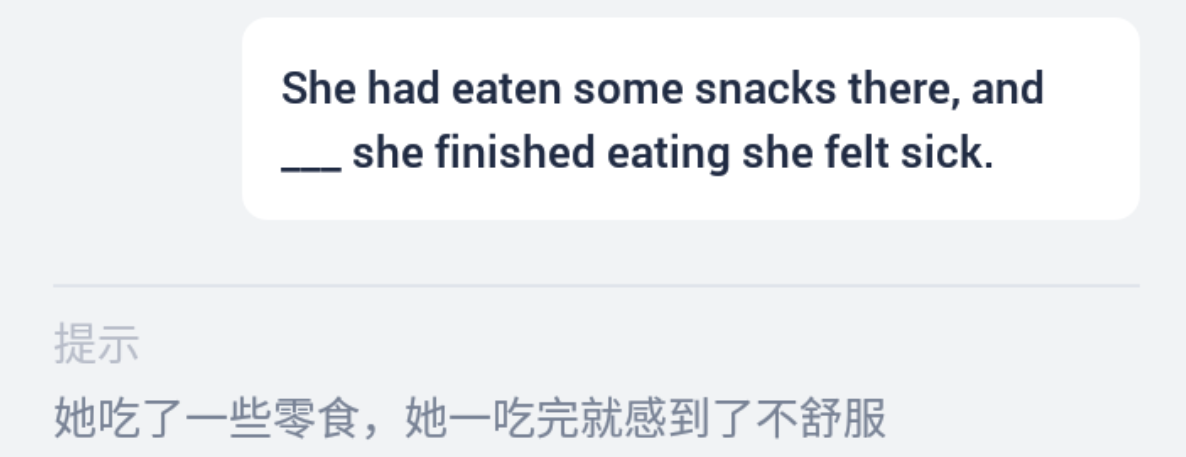 She had eaten some snacks there, and
___ she finished eating she felt sick.
提示
她吃了一些零食，她一吃完就感到了不舒服